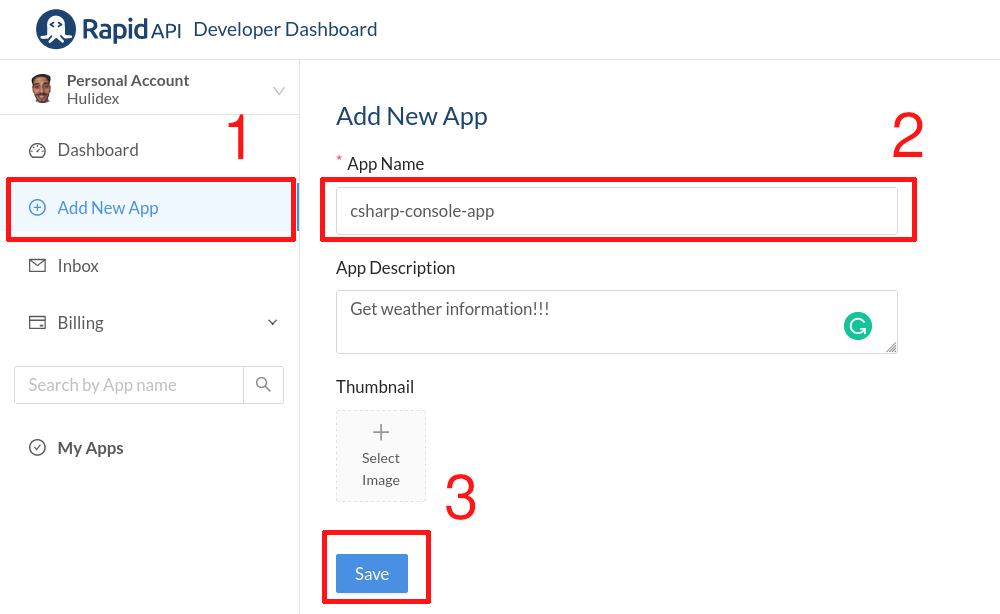 Rapid API Developer Dashboard
Personal Account
Hulidex
1
Dashboard
Add New App
Inbox
Billing
Search by App name
My Apps
Add New App
2
* App Name
csharp-console-app
App Description
Get weather information!!!
G
Thumbnail
Select
Image
3
Save